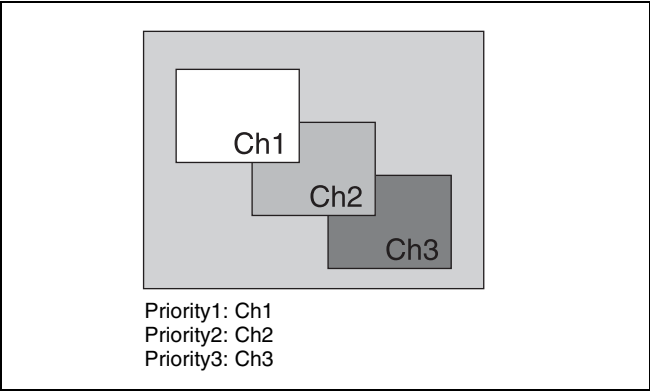 Ch1
Ch2
Ch3
Priority1: Ch1
Priority2: Ch2
Priority3: Ch3